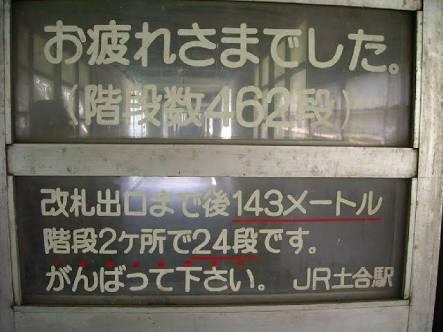 お疲れさまでした。
(階段数462段)
改札出口まで後143メートル
階段2ヶ所で24段です。
がんばって下さい。 JR土合駅